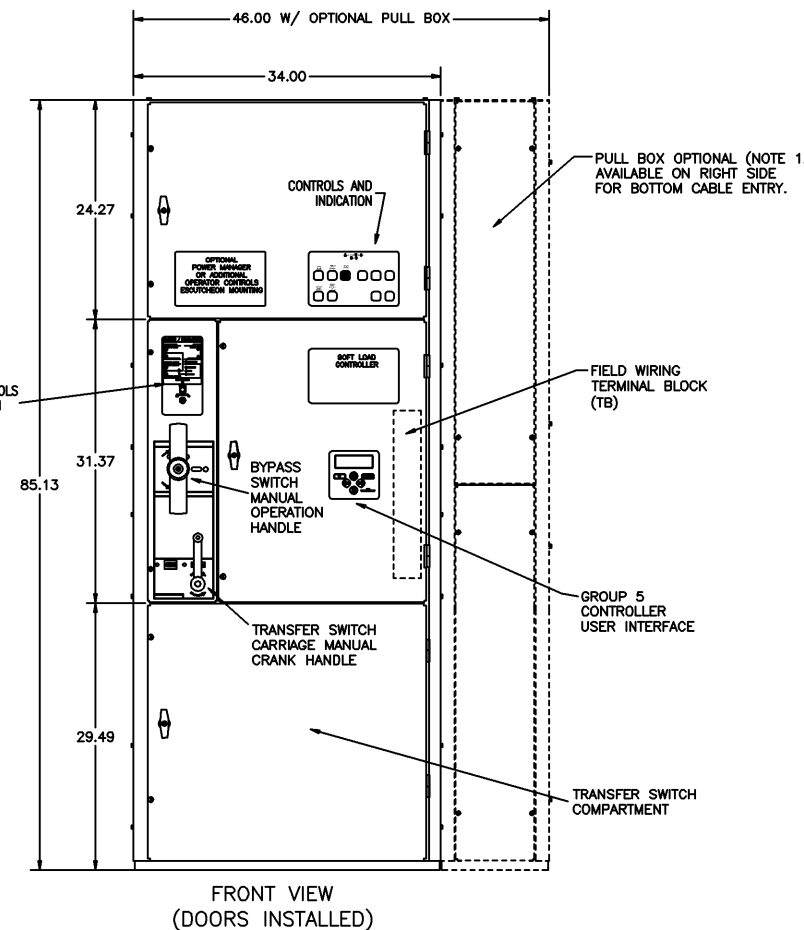 46.00 W/ OPTIONAL PULL BOX
34.00
PULL BOX OPTIONAL (NOTE 1
AVAILABLE ON RIGHT SIDE
FOR BOTTOM CABLE ENTRY.
CONTROLS AND
INDICATION
24.27
OPTIONAL
POWER MANAGER
OR ADDITIONAL
OPERATOR CONTROLS
ESCUTCHEON MOUNTING
SOFT LOAD
CONTROLLER
FIELD WIRING
TERMINAL BLOCK
(TB)
OLS
31.37
85.13
BYPASS
SWITCH
MANUAL
OPERATION
HANDLE
GROUP 5
CONTROLLER
USER INTERFACE
TRANSFER SWITCH
CARRIAGE MANUAL
CRANK HANDLE
29.49
TRANSFER SWITCH
COMPARTMENT
FRONT VIEW
(DOORS INSTALLED)